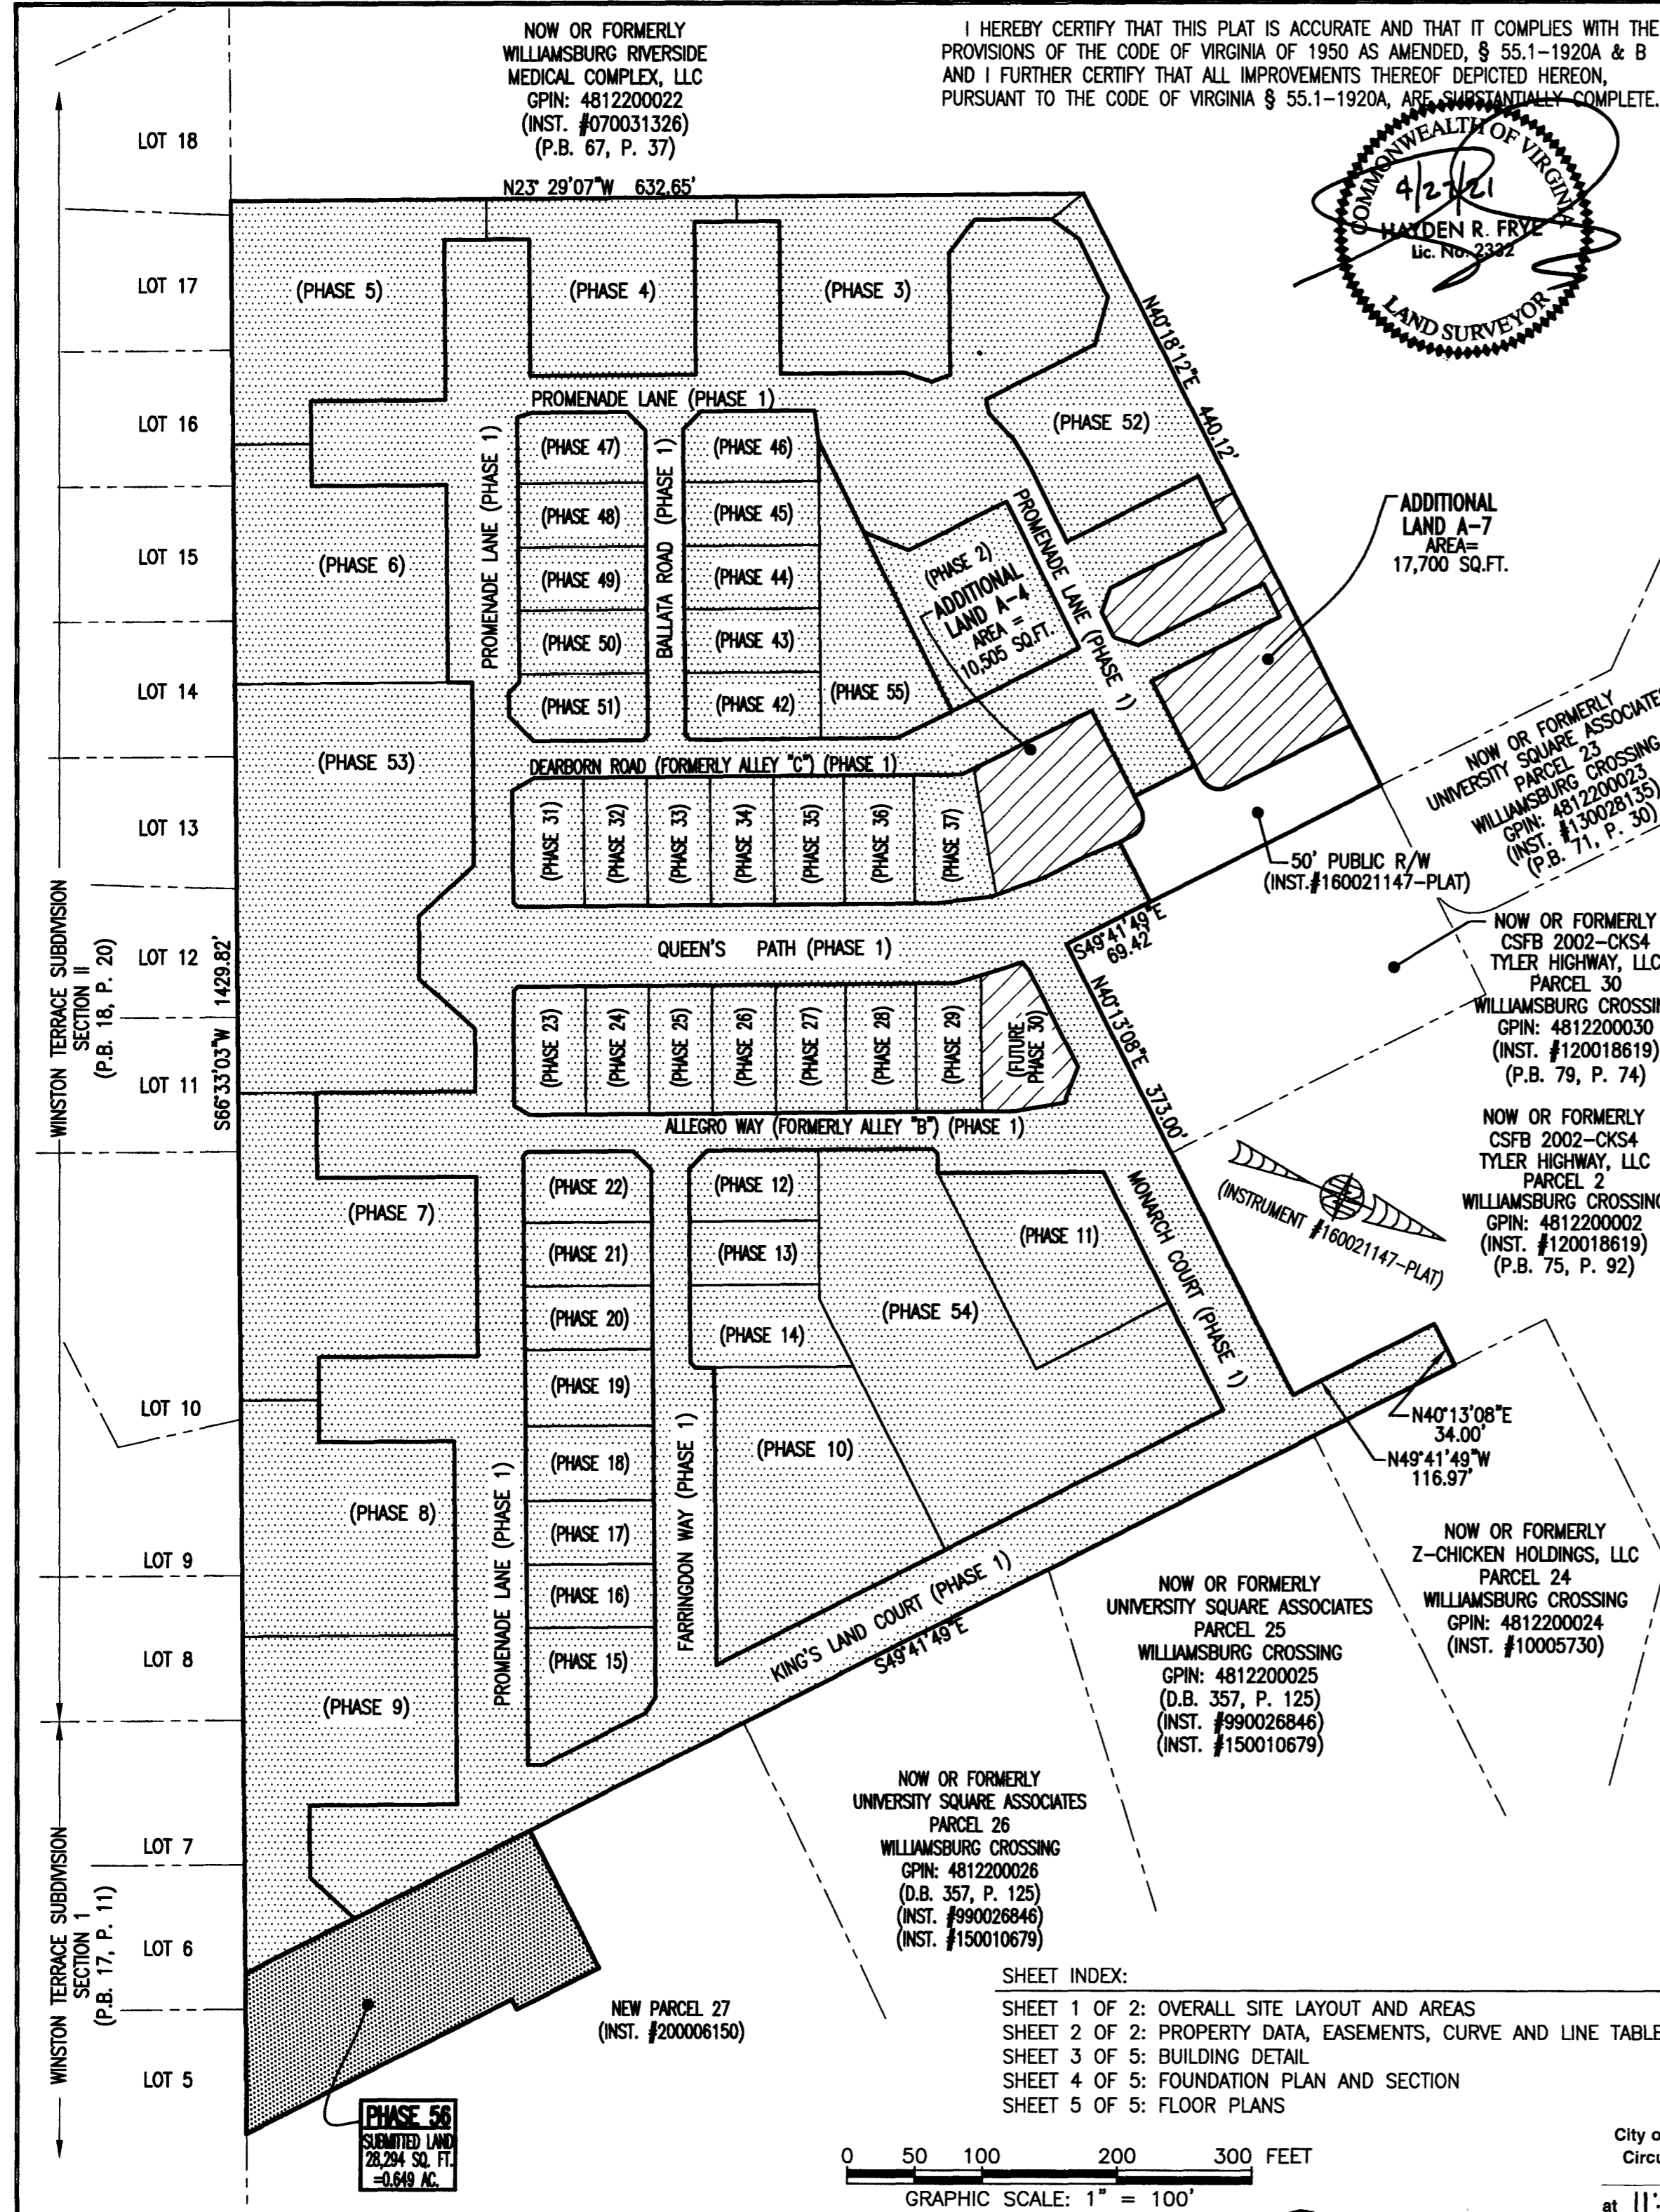 NOW OR FORMERLY
WILLIAMSBURG RIVERSIDE
MEDICAL COMPLEX, LLC
GPIN: 4812200022
(INST. #070031326)
(P.B. 67, P. 37)
I HEREBY CERTIFY THAT THIS PLAT IS ACCURATE AND THAT IT COMPLIES WITH THE
PROVISIONS OF THE CODE OF VIRGINIA OF 1950 AS AMENDED, § 55.1-1920A & B
AND I FURTHER CERTIFY THAT ALL IMPROVEMENTS THEREOF DEPICTED HEREON,
PURSUANT TO THE CODE OF VIRGINIA § 55.1-1920A, ARE SUBSTANTIALLY COMPLETE.
COMMONWEALTH OF VIRGINIA
4/27/21
HAYDEN R. FRYE
Lic. No. 2332
LAND SURVEYOR
N23° 29'07"W 632.65'
LOT 18
LOT 17
LOT 16
LOT 15
LOT 14
LOT 13
LOT 12
LOT 11
LOT 10
LOT 9
LOT 8
LOT 7
LOT 6
LOT 5
WINSTON TERRACE SUBDIVISION
SECTION II
(P.B. 18, P. 20)
WINSTON TERRACE SUBDIVISION
SECTION 1
(P.B. 17, P. 11)
S66°33'03"W 1429.82'
(PHASE 5)
(PHASE 4)
(PHASE 3)
N40°18'12"E 440.12'
PROMENADE LANE (PHASE 1)
(PHASE 52)
PROMENADE LANE (PHASE 1)
(PHASE 47)
(PHASE 48)
(PHASE 49)
(PHASE 50)
(PHASE 51)
BALLATA ROAD (PHASE 1)
(PHASE 46)
(PHASE 45)
(PHASE 44)
(PHASE 43)
(PHASE 42)
(PHASE 55)
(PHASE 2)
ADDITIONAL
LAND A-4
AREA =
10,505 SQ.FT.
PROMENADE LANE (PHASE 1)
ADDITIONAL
LAND A-7
AREA=
17,700 SQ.FT.
(PHASE 6)
(PHASE 53)
DEARBORN ROAD (FORMERLY ALLEY "C") (PHASE 1)
(PHASE 31)
(PHASE 32)
(PHASE 33)
(PHASE 34)
(PHASE 35)
(PHASE 36)
(PHASE 37)
50' PUBLIC R/W
(INST.#160021147-PLAT)
NOW OR FORMERLY
UNIVERSITY SQUARE ASSOCIATES
PARCEL 23
WILLIAMSBURG CROSSING
GPIN: 4812200023
(INST. #130028135)
(P.B. 71, P. 30)
QUEEN'S PATH (PHASE 1)
S49°41'49"E
69.42'
N40°13'08"E 373.00'
NOW OR FORMERLY
CSFB 2002-CKS4
TYLER HIGHWAY, LLC
PARCEL 30
WILLIAMSBURG CROSSIN
GPIN: 4812200030
(INST. #120018619)
(P.B. 79, P. 74)
(PHASE 23)
(PHASE 24)
(PHASE 25)
(PHASE 26)
(PHASE 27)
(PHASE 28)
(PHASE 29)
(FUTURE
PHASE 30)
ALLEGRO WAY (FORMERLY ALLEY "B") (PHASE 1)
NOW OR FORMERLY
CSFB 2002-CKS4
TYLER HIGHWAY, LLC
PARCEL 2
WILLIAMSBURG CROSSING
GPIN: 4812200002
(INST. #120018619)
(P.B. 75, P. 92)
(INSTRUMENT #160021147-PLAT)
(PHASE 7)
(PHASE 22)
(PHASE 21)
(PHASE 20)
(PHASE 19)
(PHASE 18)
(PHASE 17)
(PHASE 16)
(PHASE 15)
(PHASE 12)
(PHASE 13)
(PHASE 14)
(PHASE 11)
(PHASE 54)
(PHASE 10)
MONARCH COURT (PHASE 1)
PROMENADE LANE (PHASE 1)
FARRINGDON WAY (PHASE 1)
KING'S LAND COURT (PHASE 1)
S49°41'49"E
(PHASE 8)
(PHASE 9)
N40°13'08"E
34.00'
N49°41'49"W
116.97'
NOW OR FORMERLY
Z-CHICKEN HOLDINGS, LLC
PARCEL 24
WILLIAMSBURG CROSSING
GPIN: 4812200024
(INST. #10005730)
NOW OR FORMERLY
UNIVERSITY SQUARE ASSOCIATES
PARCEL 25
WILLIAMSBURG CROSSING
GPIN: 4812200025
(D.B. 357, P. 125)
(INST. #990026846)
(INST. #150010679)
NOW OR FORMERLY
UNIVERSITY SQUARE ASSOCIATES
PARCEL 26
WILLIAMSBURG CROSSING
GPIN: 4812200026
(D.B. 357, P. 125)
(INST. #990026846)
(INST. #150010679)
NEW PARCEL 27
(INST. #200006150)
PHASE 56
SUBMITTED LAND
28,294 SQ. FT.
=0.649 AC.
SHEET INDEX:
SHEET 1 OF 2: OVERALL SITE LAYOUT AND AREAS
SHEET 2 OF 2: PROPERTY DATA, EASEMENTS, CURVE AND LINE TABLE
SHEET 3 OF 5: BUILDING DETAIL
SHEET 4 OF 5: FOUNDATION PLAN AND SECTION
SHEET 5 OF 5: FLOOR PLANS
0 50 100 200 300 FEET
GRAPHIC SCALE: 1" = 100'
City o
Circu
at 11: